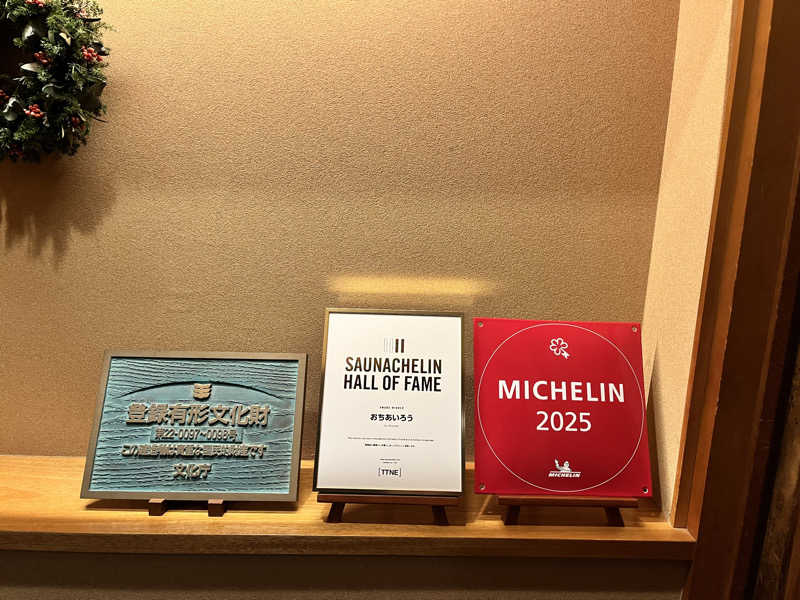 登録有形文化財
第22-0097~0098号
この建造物は貴重な国民的財産です
文化庁
SAUNACHELIN
HALL OF FAME
おちあいろう
[TTNE]
MICHELIN
2025
MICHELIN